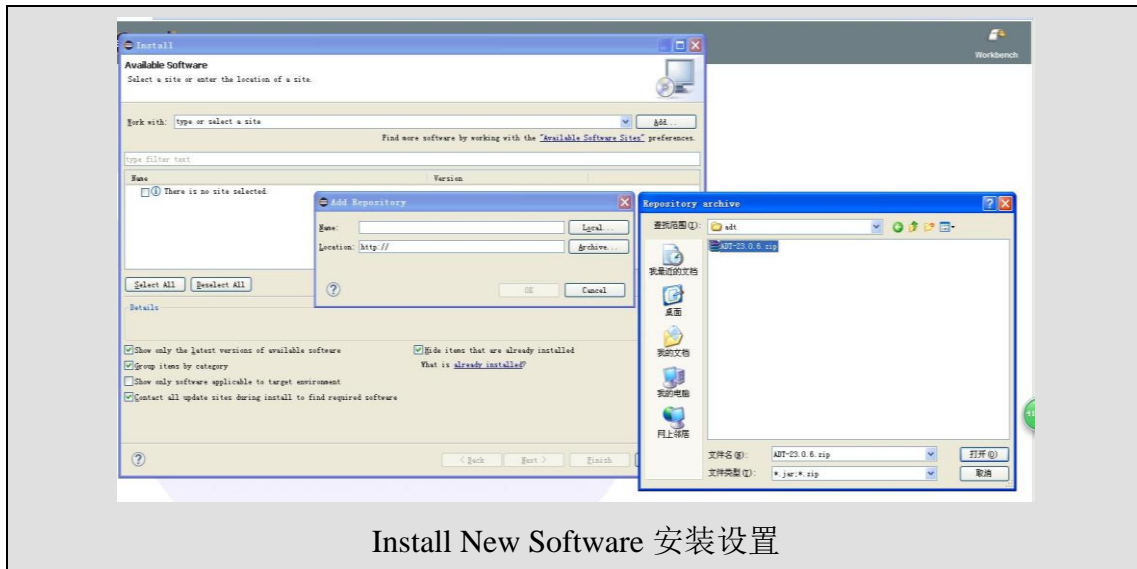 Workbench
Install
Available Software
Select a site or enter the location of a site.
Work with: type or select a site Add...
Find more software by working with the "Available Software Sites" preferences.
type filter text
Name Version
There is no site selected.
Select All Deselect All
Details
Show only the latest versions of available software
Hide items that are already installed
Group items by category
What is already installed?
Show only software applicable to target environment
Contact all update sites during install to find required software
< Back Next > Finish
Add Repository
Name: Local...
Location: http:// Archive...
OK Cancel
Repository archive
查找范围(I): adt
ADT-23.0.6.zip
我最近的文档
桌面
我的文档
我的电脑
网上邻居
文件名(N): ADT-23.0.6.zip 打开(O)
文件类型(T): *.jar;*.zip 取消
Install New Software 安装设置